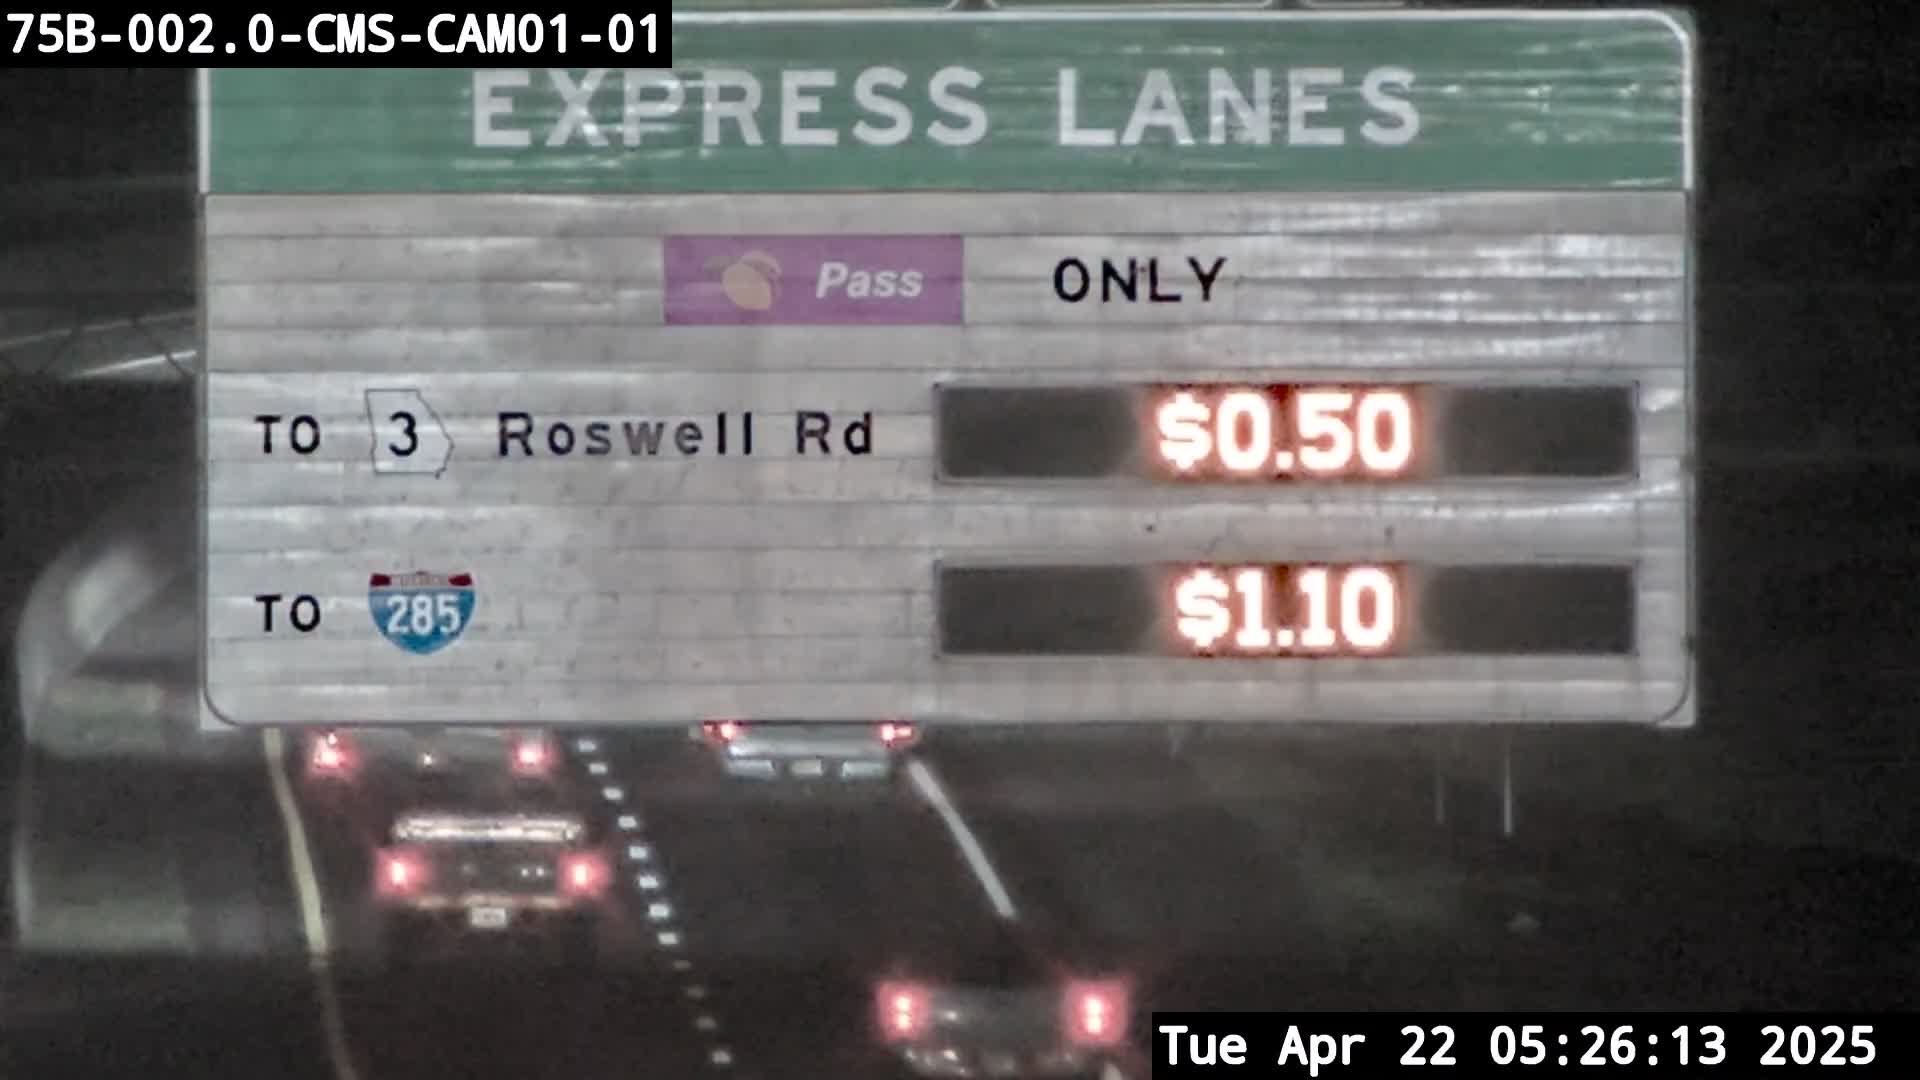 75B-002.0-CMS-CAM01-01
EXPRESS LANES
Pass ONLY
TO 3 Roswell Rd $0.50
TO 285 $1.10
Tue Apr 22 05:26:13 2025